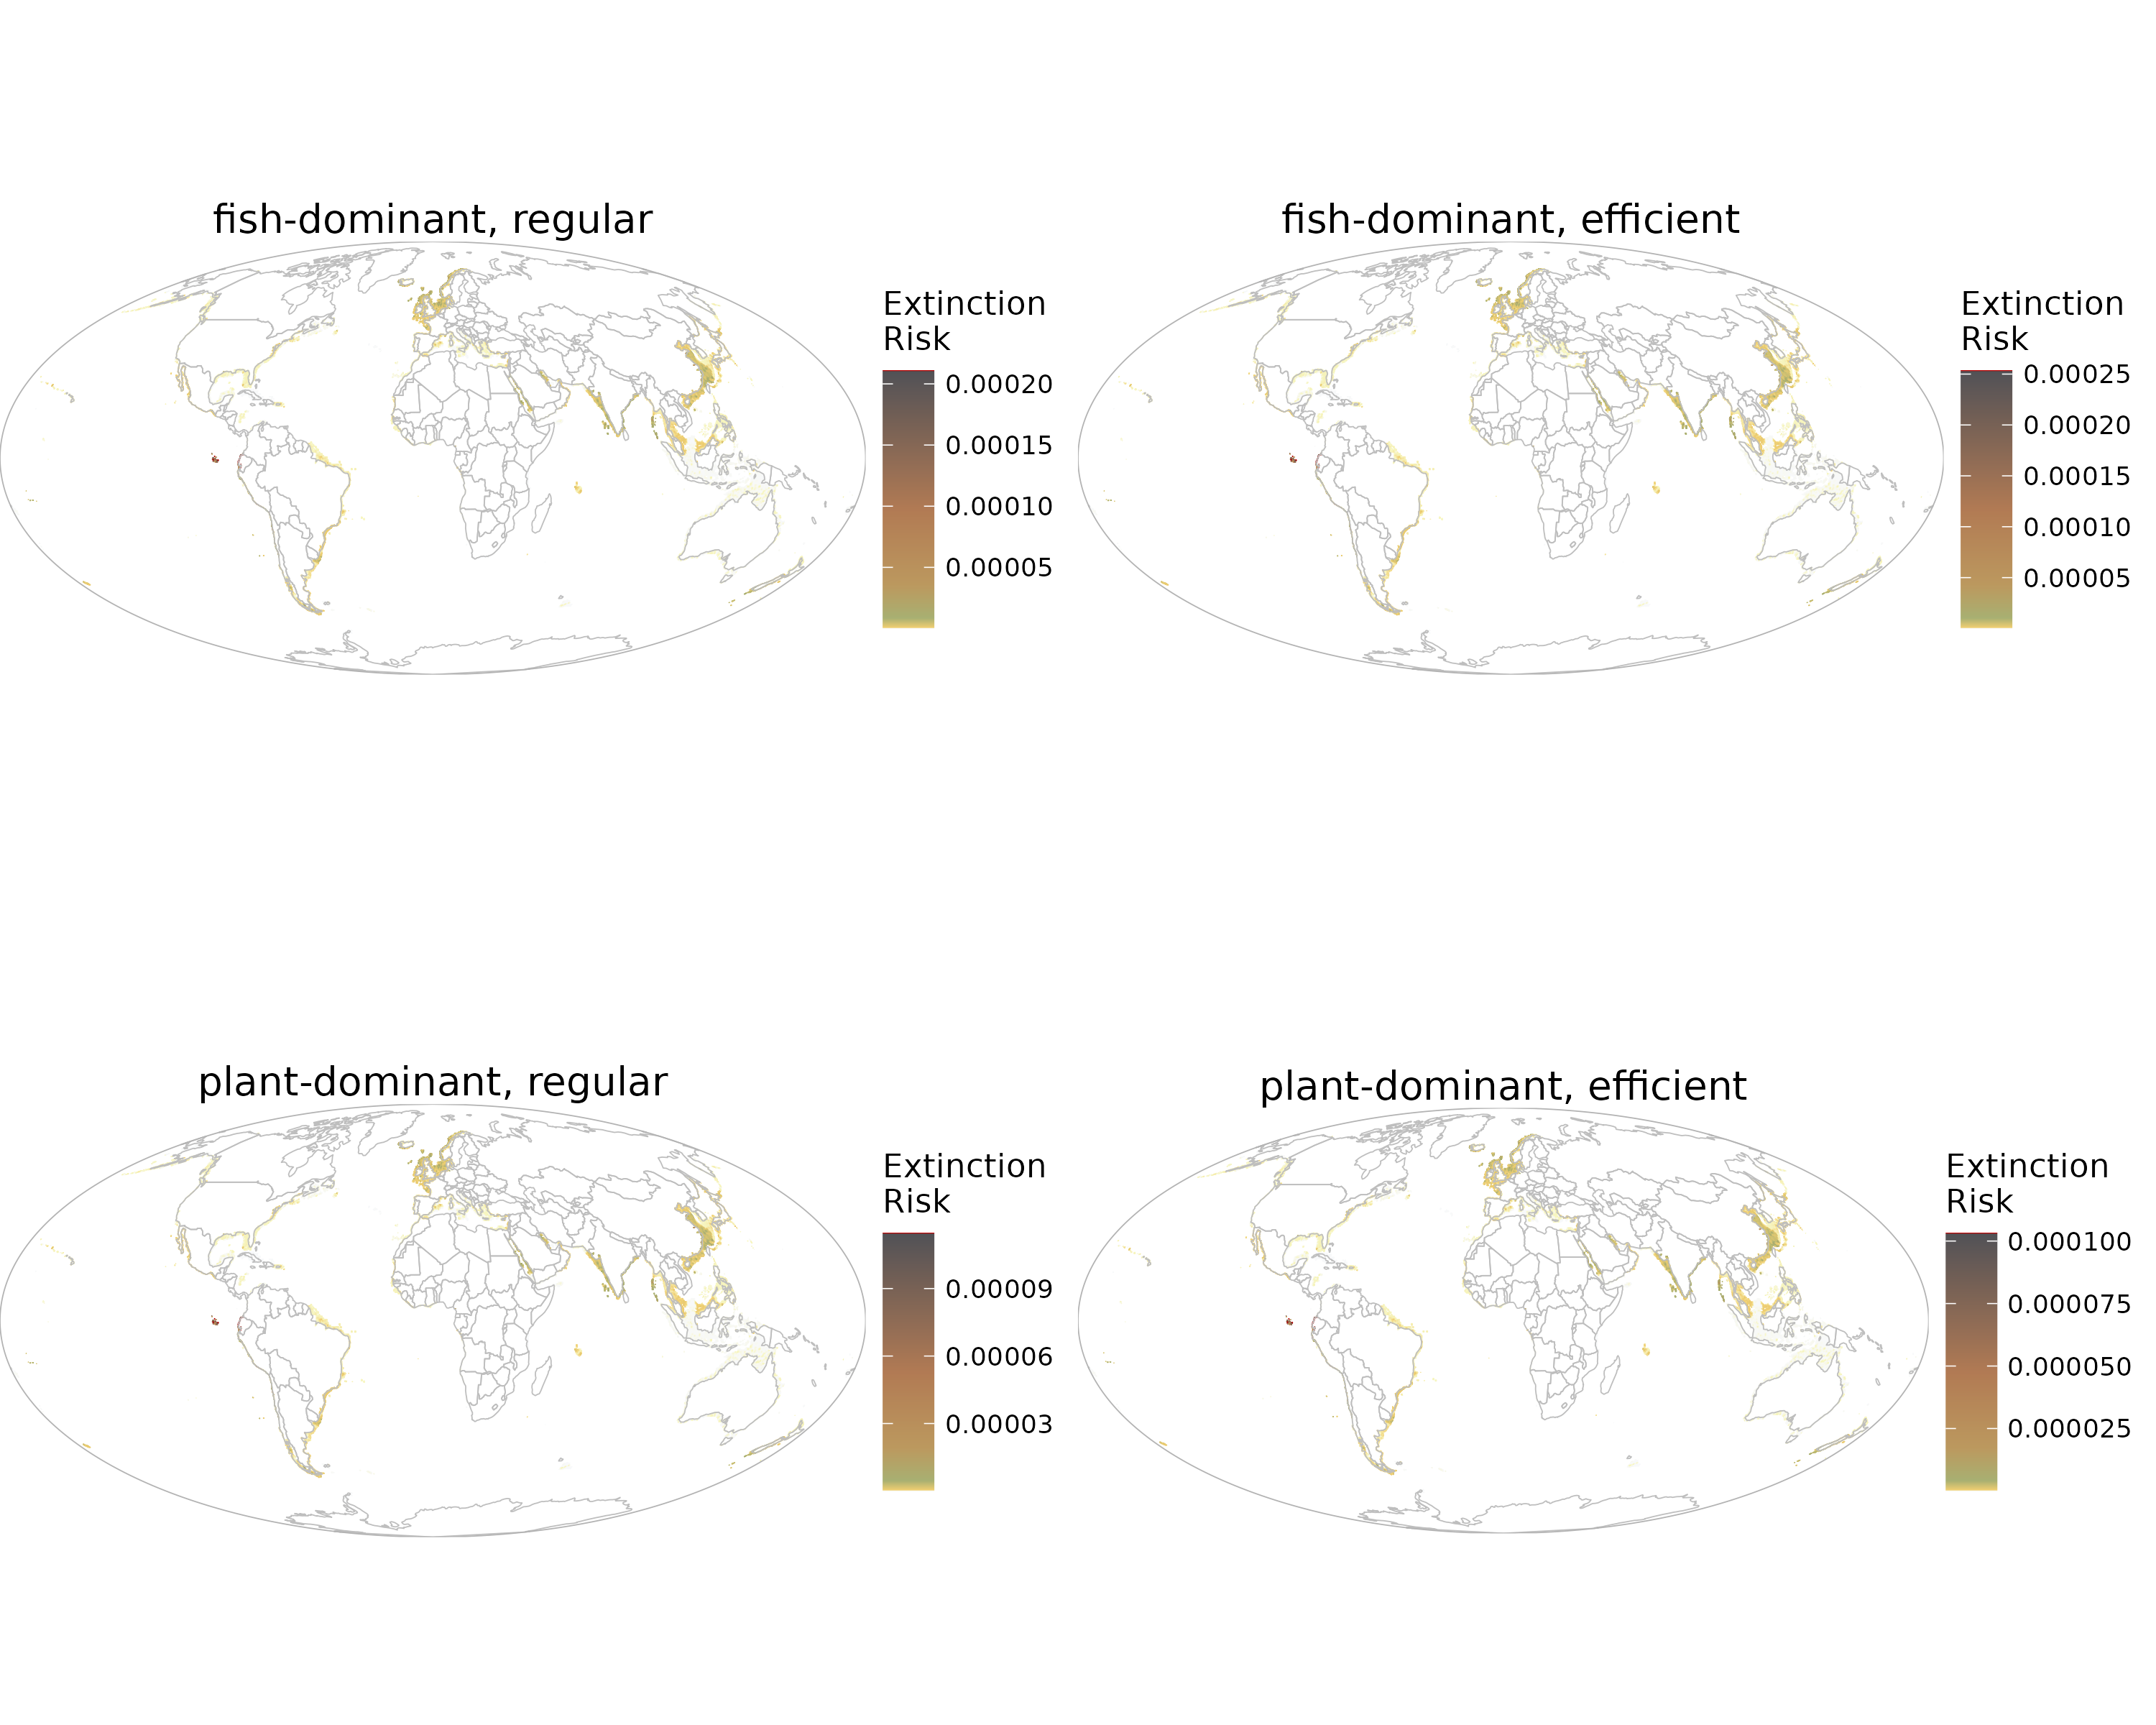 fish-dominant, regular
Extinction
Risk
0.00020
0.00015
0.00010
0.00005
fish-dominant, efficient
Extinction
Risk
0.00025
0.00020
0.00015
0.00010
0.00005
plant-dominant, regular
Extinction
Risk
0.00009
0.00006
0.00003
plant-dominant, efficient
Extinction
Risk
0.000100
0.000075
0.000050
0.000025